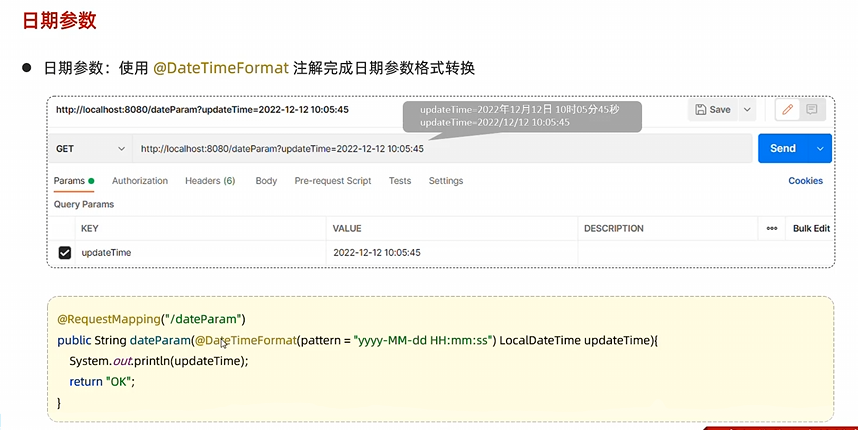 日期参数
● 日期参数：使用 @DateTimeFormat 注解完成日期参数格式转换
http://localhost:8080/dateParam?updateTime=2022-12-12 10:05:45
updateTime=2022年12月12日 10时05分45秒
updateTime=2022/12/12 10:05:45
Save
GET http://localhost:8080/dateParam?updateTime=2022-12-12 10:05:45 Send
Params Authorization Headers (6) Body Pre-request Script Tests Settings Cookies
Query Params
KEY VALUE DESCRIPTION ••• Bulk Edit
updateTime 2022-12-12 10:05:45
@RequestMapping("/dateParam")
public String dateParam(@DateTimeFormat(pattern = "yyyy-MM-dd HH:mm:ss") LocalDateTime updateTime){
System.out.println(updateTime);
return "OK";
}